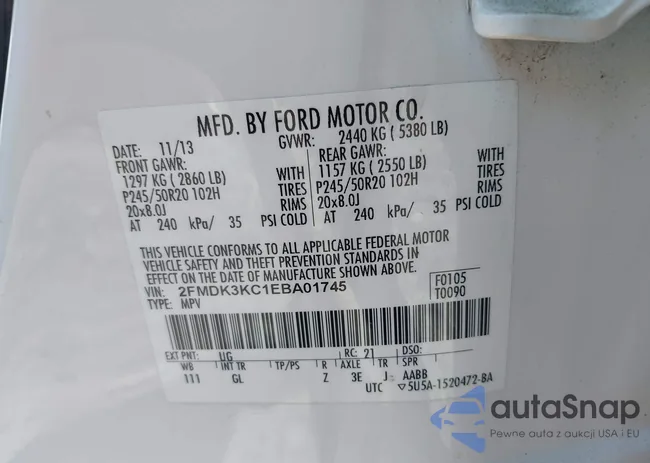 MFD. BY FORD MOTOR CO.
DATE: 11/13 GVWR: 2440 KG ( 5380 LB)
FRONT GAWR: REAR GAWR:
1297 KG ( 2860 LB) WITH 1157 KG ( 2550 LB) WITH
P245/50R20 102H TIRES P245/50R20 102H TIRES
20x8.0J RIMS 20x8.0J RIMS
AT 240 kPa/ 35 PSI COLD AT 240 kPa/ 35 PSI COLD
THIS VEHICLE CONFORMS TO ALL APPLICABLE FEDERAL MOTOR
VEHICLE SAFETY AND THEFT PREVENTION STANDARDS IN
EFFECT ON THE DATE OF MANUFACTURE SHOWN ABOVE.
VIN: 2FMDK3KC1EBA01745 F0105
TYPE: MPV T0090
EXT PNT: UG RC: 21 DSO:
WB INT TR TP/PS R AXLE TR SPR
111 GL Z 3E J AABB
UTC ▽5U5A-1520472-BA
autaSnap
Pewne auta z aukcji USA i EU